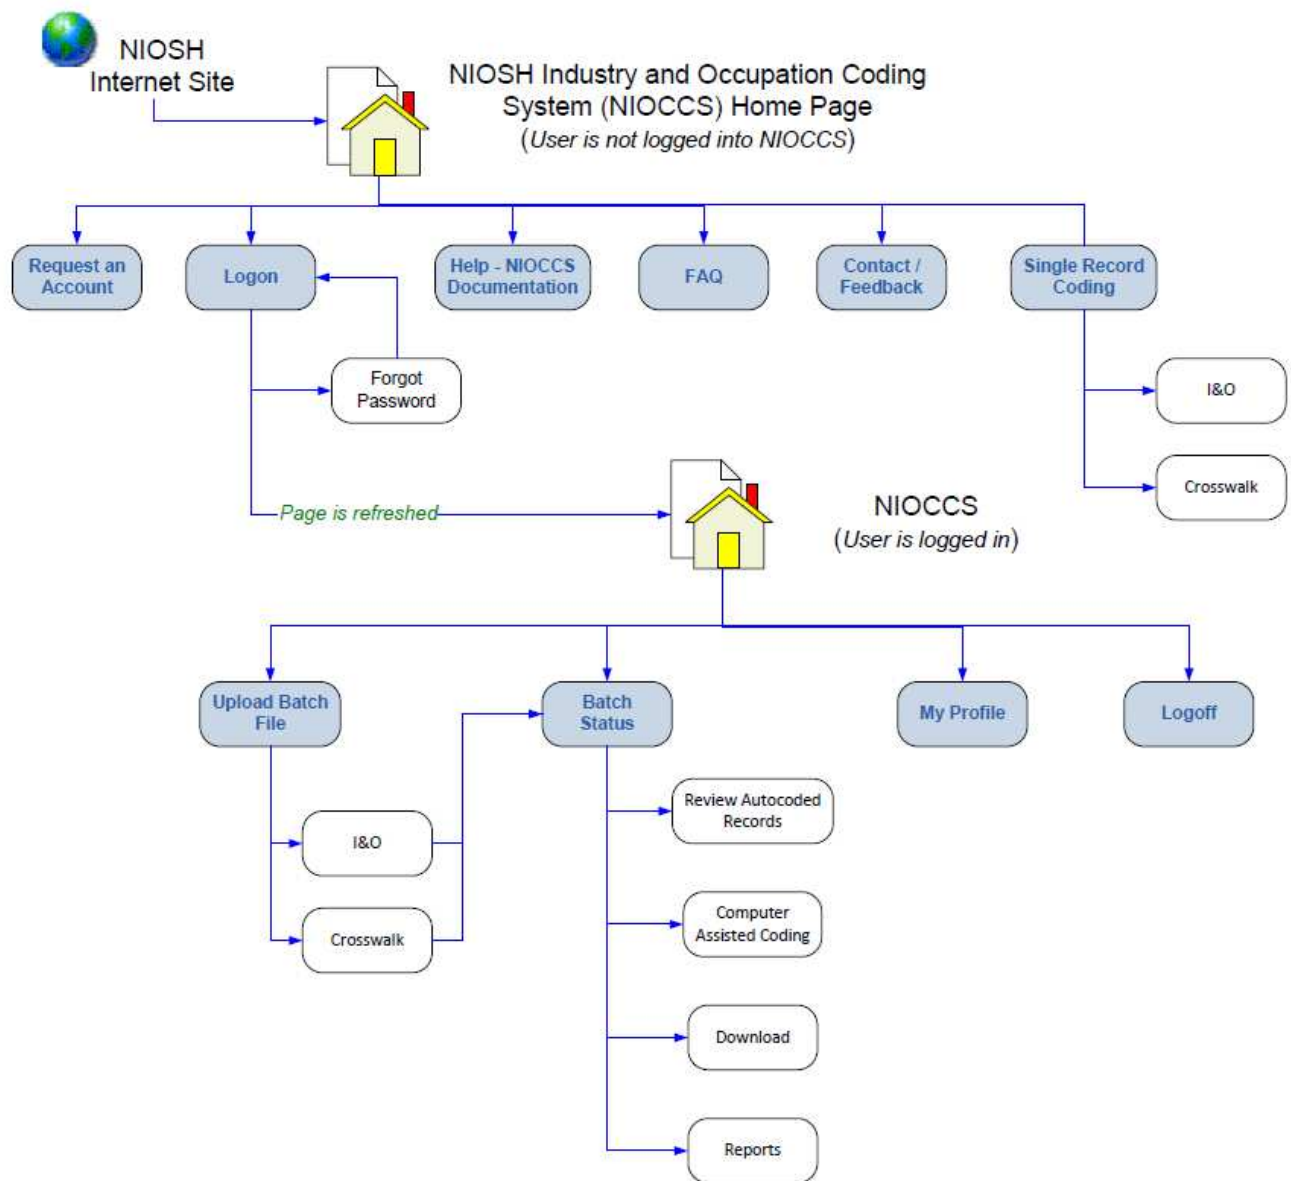 NIOSH
Internet Site
NIOSH Industry and Occupation Coding
System (NIOCCS) Home Page
(User is not logged into NIOCCS)
Request an
Account
Logon
Help - NIOCCS
Documentation
FAQ
Contact /
Feedback
Single Record
Coding
Forgot
Password
I&O
Crosswalk
Page is refreshed
NIOCCS
(User is logged in)
Upload Batch
File
Batch
Status
My Profile
Logoff
Review Autocoded
Records
I&O
Computer
Assisted Coding
Crosswalk
Download
Reports